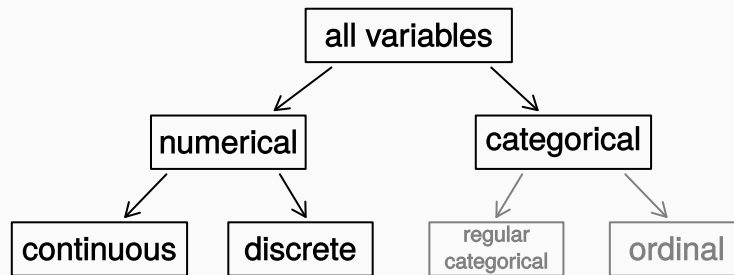 all variables
numerical
categorical
continuous
discrete
regular
categorical
ordinal